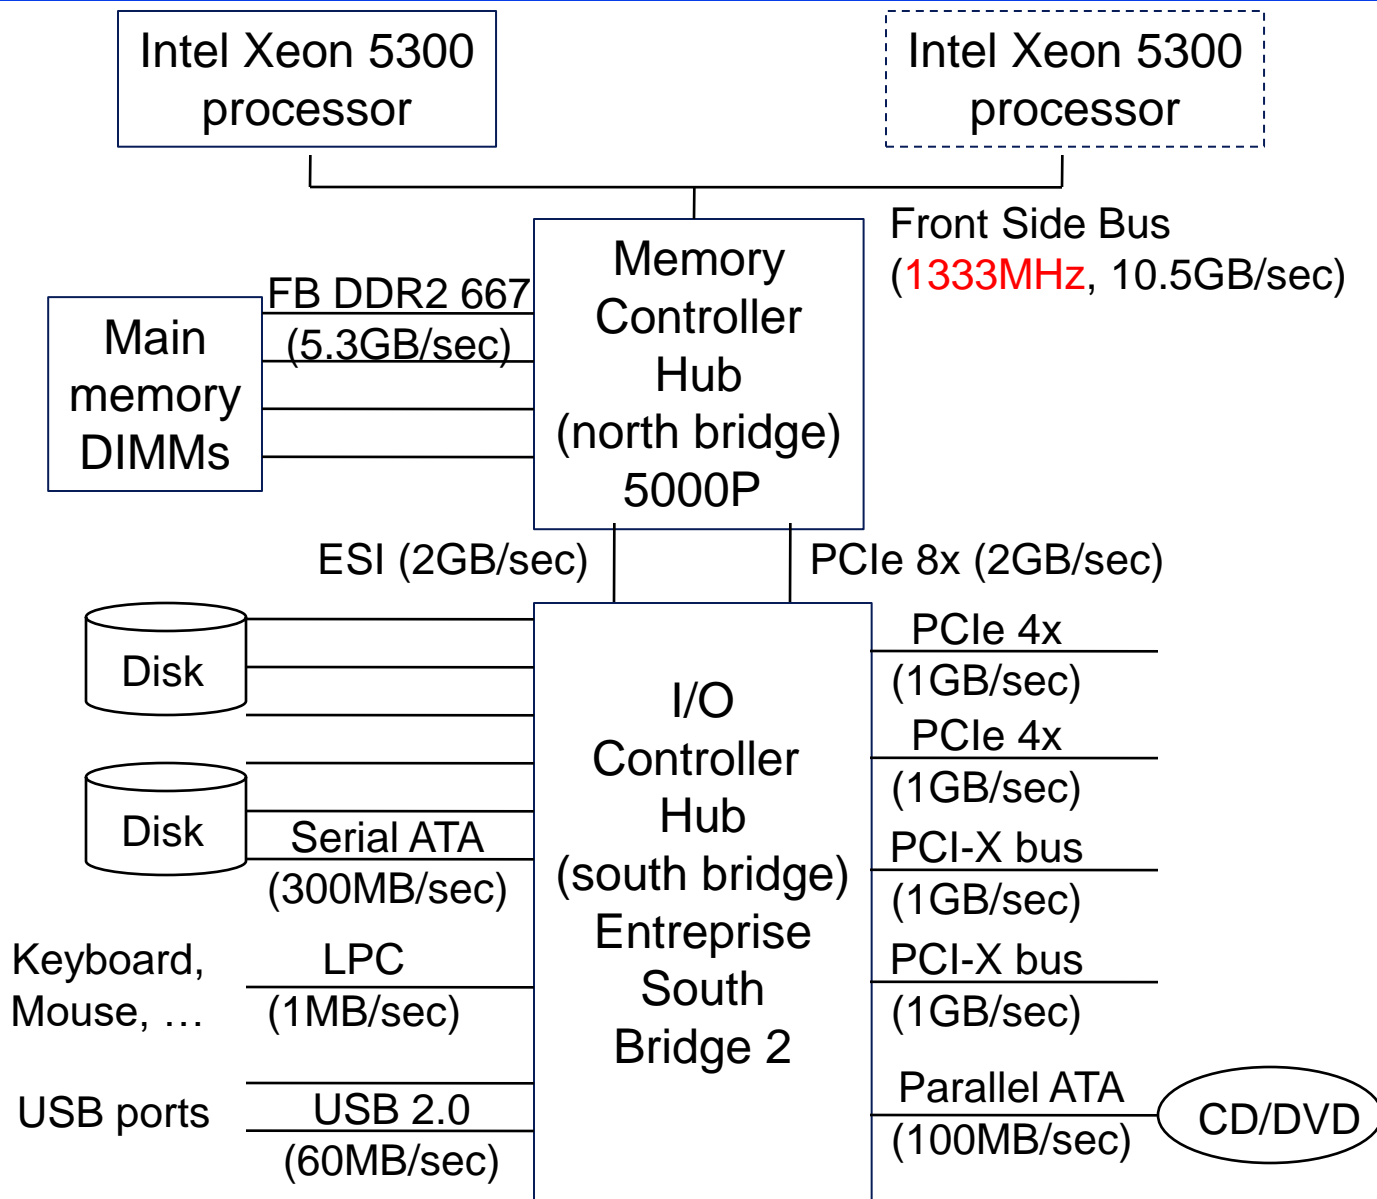 Intel Xeon 5300
processor
Intel Xeon 5300
processor
Front Side Bus
(1333MHz, 10.5GB/sec)
Memory
Controller
Hub
(north bridge)
5000P
FB DDR2 667
(5.3GB/sec)
Main
memory
DIMMs
ESI (2GB/sec)
PCIe 8x (2GB/sec)
Disk
Disk
Serial ATA
(300MB/sec)
Keyboard,
Mouse, …
LPC
(1MB/sec)
USB ports
USB 2.0
(60MB/sec)
I/O
Controller
Hub
(south bridge)
Entreprise
South
Bridge 2
PCIe 4x
(1GB/sec)
PCIe 4x
(1GB/sec)
PCI-X bus
(1GB/sec)
PCI-X bus
(1GB/sec)
Parallel ATA
(100MB/sec)
CD/DVD